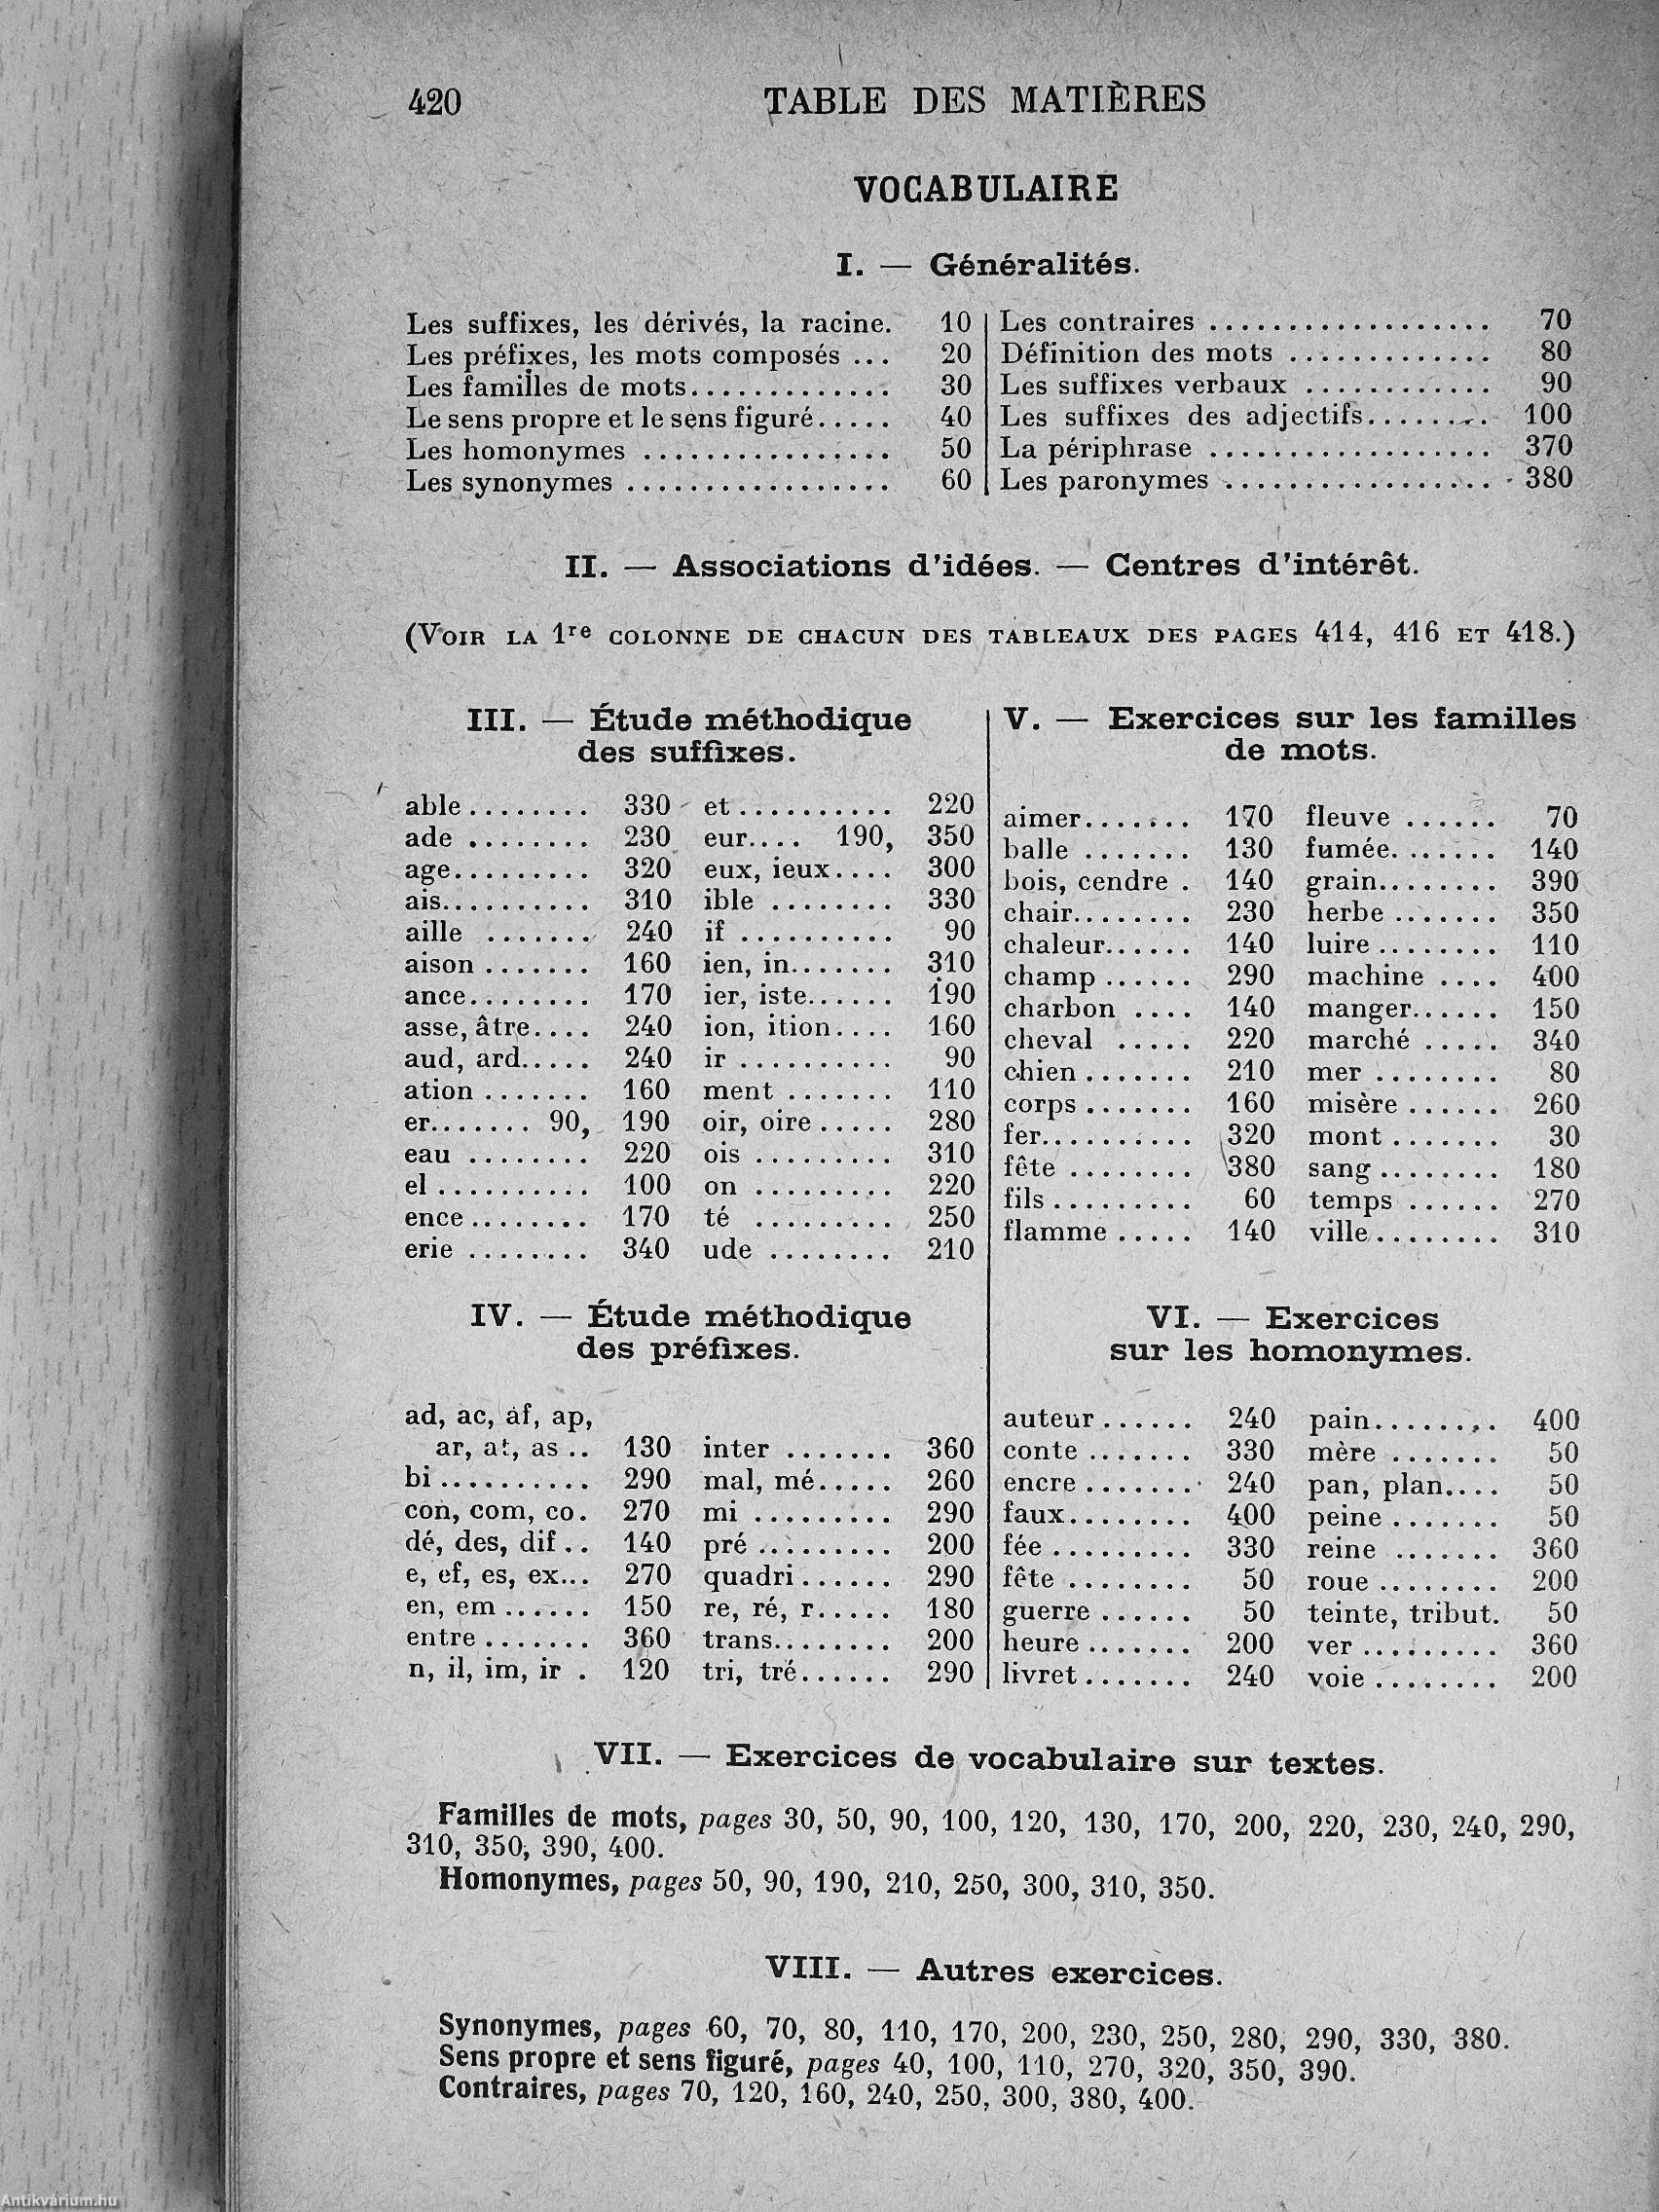 420 TABLE DES MATIÈRES
VOCABULAIRE
I. — Généralités.
Les suffixes, les dérivés, la racine. 10
Les préfixes, les mots composés ... 20
Les familles de mots............. 30
Le sens propre et le sens figuré..... 40
Les homonymes ................ 50
Les synonymes ................. 60
Les contraires .................. 70
Définition des mots ............. 80
Les suffixes verbaux ............ 90
Les suffixes des adjectifs........ 100
La périphrase .................. 370
Les paronymes ................. 380
II. — Associations d'idées. — Centres d'intérêt.
(VOIR LA 1re COLONNE DE CHACUN DES TABLEAUX DES PAGES 414, 416 ET 418.)
III. — Étude méthodique
des suffixes.
able........ 330 et.......... 220
ade ........ 230 eur.... 190, 350
age......... 320 eux, ieux.... 300
ais.......... 310 ible ........ 330
aille ....... 240 if .......... 90
aison ....... 160 ien, in....... 310
ance........ 170 ier, iste...... 190
asse, âtre.... 240 ion, ition.... 160
aud, ard..... 240 ir .......... 90
ation ....... 160 ment ....... 110
er....... 90, 190 oir, oire ..... 280
eau ........ 220 ois ......... 310
el .......... 100 on ......... 220
ence........ 170 té ......... 250
erie ........ 340 ude ........ 210
IV. — Étude méthodique
des préfixes.
ad, ac, af, ap,
ar, at, as .. 130 inter ....... 360
bi .......... 290 mal, mé..... 260
con, com, co. 270 mi ......... 290
dé, des, dif.. 140 pré ......... 200
e, ef, es, ex... 270 quadri...... 290
en, em ...... 150 re, ré, r..... 180
entre ....... 360 trans........ 200
n, il, im, ir . 120 tri, tré...... 290
V. — Exercices sur les familles
de mots.
aimer....... 170 fleuve ...... 70
balle ....... 130 fumée. ...... 140
bois, cendre . 140 grain........ 390
chair........ 230 herbe ....... 350
chaleur...... 140 luire ........ 110
champ ...... 290 machine .... 400
charbon .... 140 manger...... 150
cheval ..... 220 marché ..... 340
chien ....... 210 mer ........ 80
corps ....... 160 misère ...... 260
fer.......... 320 mont ....... 30
fête ........ 380 sang ........ 180
fils ......... 60 temps ...... 270
flamme ..... 140 ville ........ 310
VI. — Exercices
sur les homonymes.
auteur ...... 240 pain........ 400
conte ....... 330 mère ....... 50
encre ....... 240 pan, plan.... 50
faux........ 400 peine ....... 50
fée ......... 330 reine ....... 360
fête ........ 50 roue ........ 200
guerre ...... 50 teinte, tribut. 50
heure ....... 200 ver ......... 360
livret ....... 240 voie ........ 200
VII. — Exercices de vocabulaire sur textes.
Familles de mots, pages 30, 50, 90, 100, 120, 130, 170, 200, 220, 230, 240, 290,
310, 350, 390, 400.
Homonymes, pages 50, 90, 190, 210, 250, 300, 310, 350.
VIII. — Autres exercices.
Synonymes, pages 60, 70, 80, 110, 170, 200, 230, 250, 280, 290, 330, 380.
Sens propre et sens figuré, pages 40, 100, 110, 270, 320, 350, 390.
Contraires, pages 70, 120, 160, 240, 250, 300, 380, 400.
Antikvárium.hu